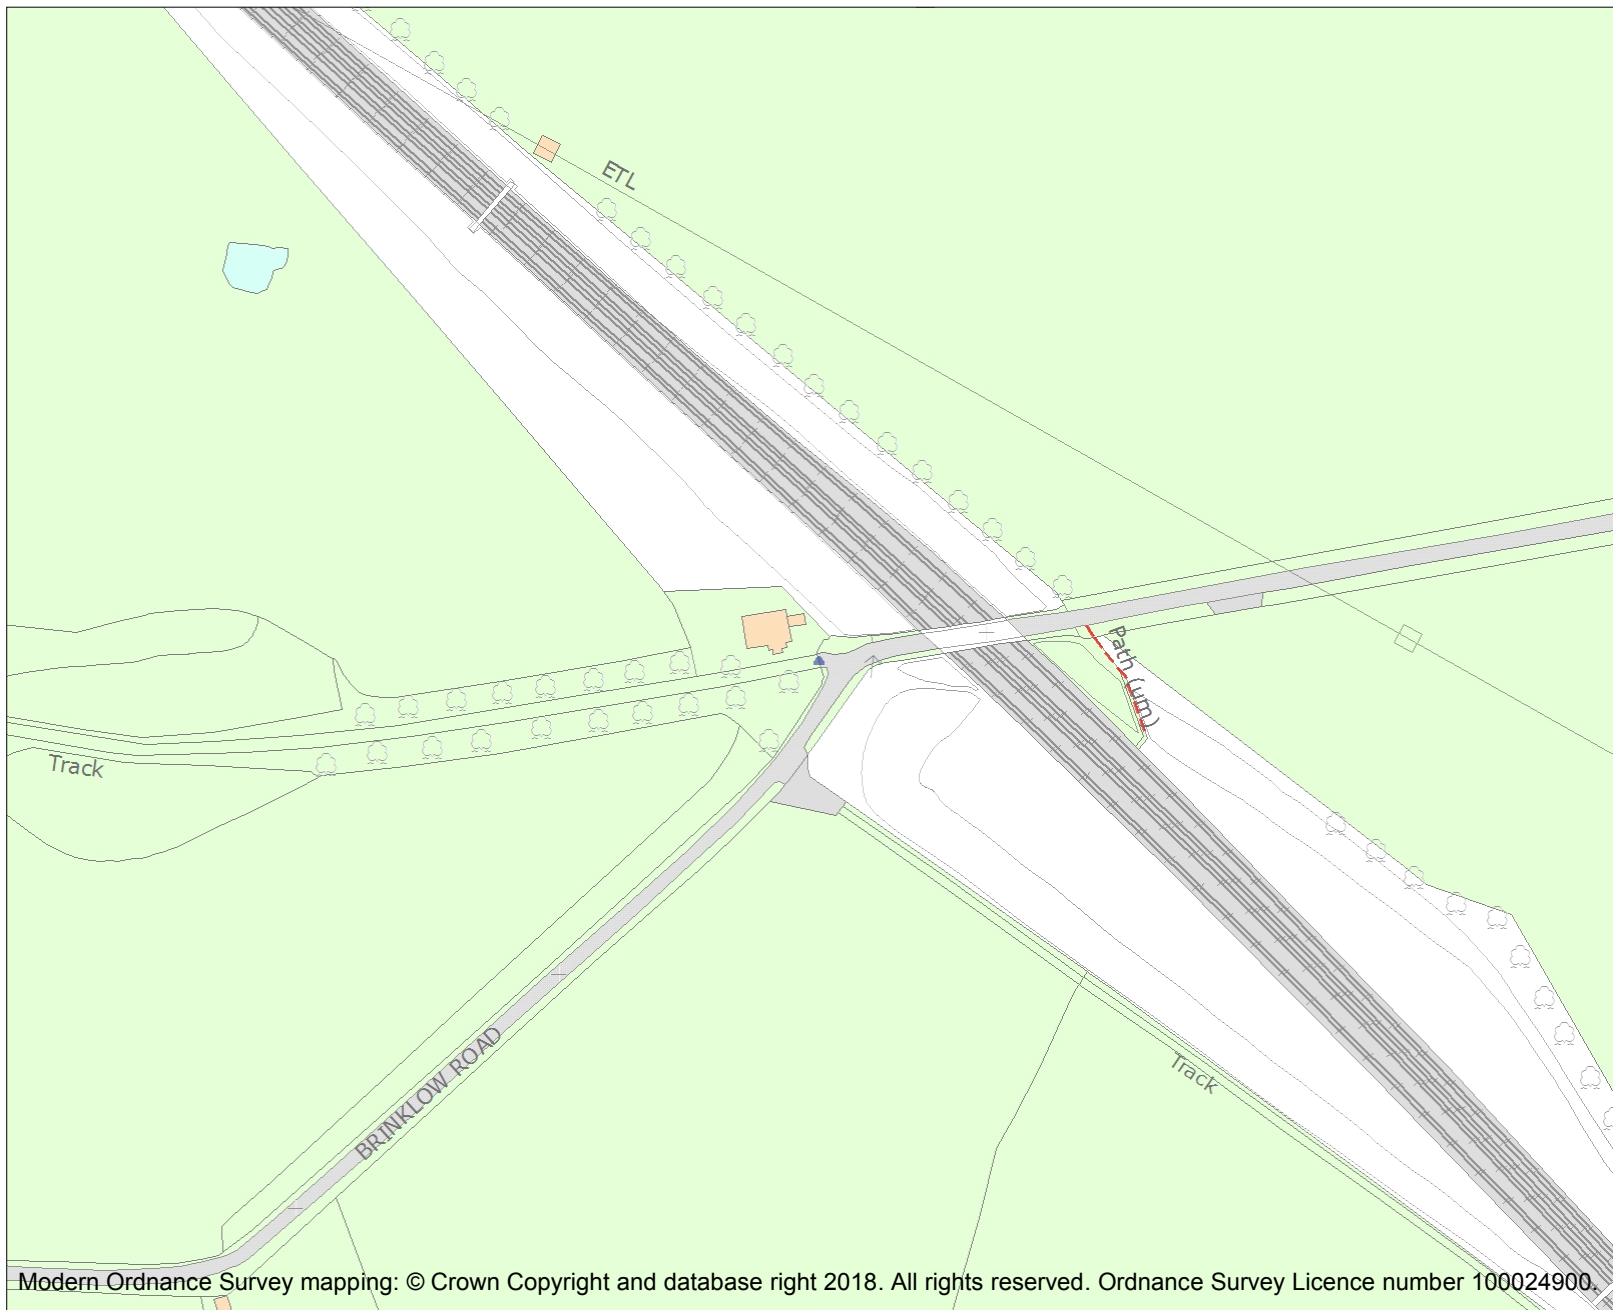 ETL
Path (um)
Track
BRINKLOW ROAD
Track
Modern Ordnance Survey mapping: © Crown Copyright and database right 2018. All rights reserved. Ordnance Survey Licence number 100024900.